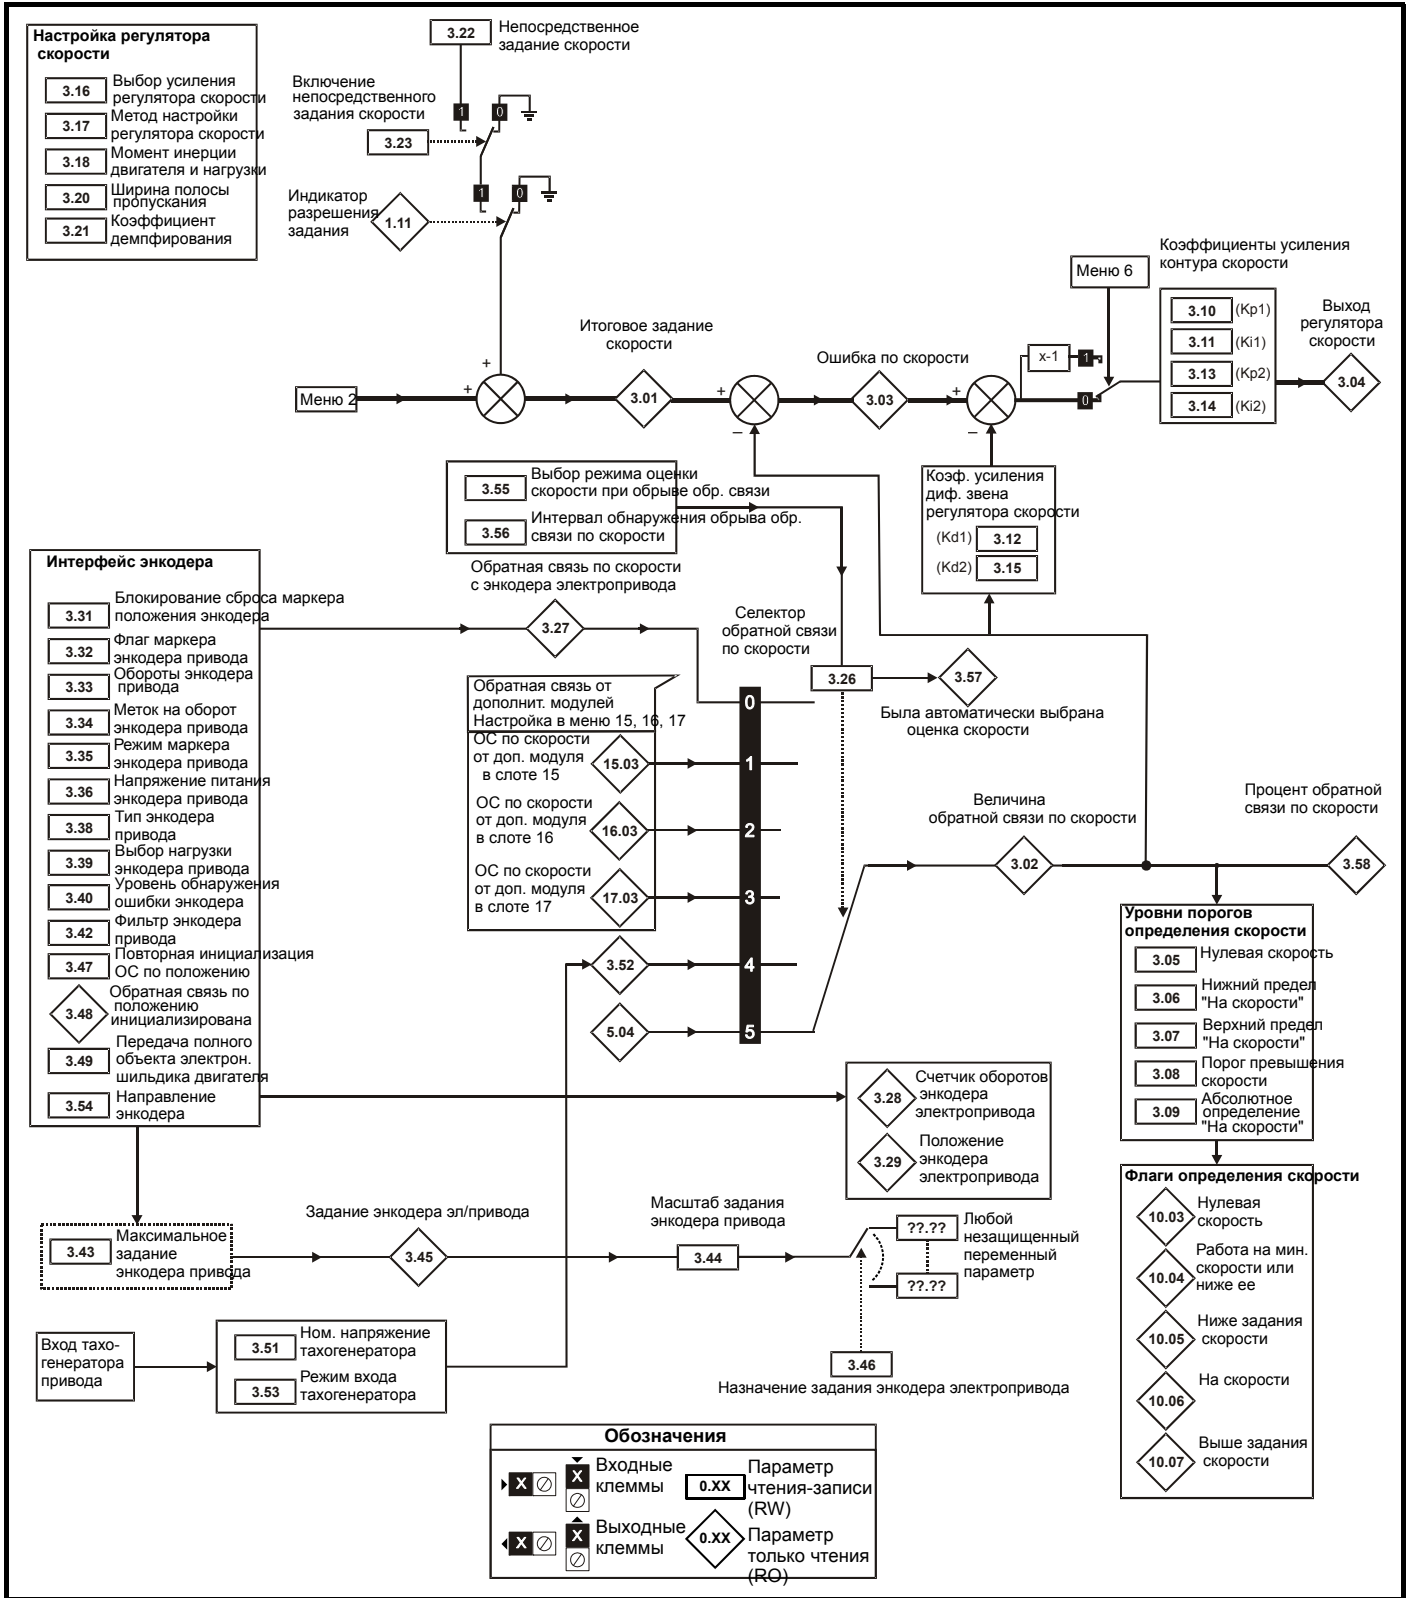 Настройка регулятора
скорости
3.16
Выбор усиления
регулятора скорости
3.17
Метод настройки
регулятора скорости
3.18
Момент инерции
двигателя и нагрузки
3.20
Ширина полосы
пропускания
3.21
Коэффициент
демпфирования
3.22
Непосредственное
задание скорости
Включение
непосредственного
задания скорости
3.23
1
0
1
0
Индикатор
разрешения
задания
1.11
Меню 2
+
+
Итоговое задание
скорости
3.01
+
–
Ошибка по скорости
3.03
+
–
x-1
1
0
Меню 6
Коэффициенты усиления
контура скорости
3.10
(Kp1)
3.11
(Ki1)
3.13
(Kp2)
3.14
(Ki2)
Выход
регулятора
скорости
3.04
3.55
Выбор режима оценки
скорости при обрыве обр. связи
3.56
Интервал обнаружения обрыва обр.
связи по скорости
Коэф. усиления
диф. звена
регулятора скорости
(Kd1)
3.12
(Kd2)
3.15
Интерфейс энкодера
3.31
Блокирование сброса маркера
положения энкодера
3.32
Флаг маркера
энкодера привода
3.33
Обороты энкодера
привода
3.34
Меток на оборот
энкодера привода
3.35
Режим маркера
энкодера привода
3.36
Напряжение питания
энкодера привода
3.38
Тип энкодера
привода
3.39
Выбор нагрузки
энкодера привода
3.40
Уровень обнаружения
ошибки энкодера
3.42
Фильтр энкодера
привода
3.47
Повторная инициализация
ОС по положению
3.48
Обратная связь по
положению
инициализирована
3.49
Передача полного
объекта электрон.
шильдика двигателя
3.54
Направление
энкодера
Обратная связь по скорости
с энкодера электропривода
3.27
Селектор
обратной связи
по скорости
3.26
3.57
Была автоматически выбрана
оценка скорости
Обратная связь от
дополнит. модулей
Настройка в меню 15, 16, 17
ОС по скорости
от доп. модуля
в слоте 15
15.03
ОС по скорости
от доп. модуля
в слоте 16
16.03
ОС по скорости
от доп. модуля
в слоте 17
17.03
3.52
5.04
0
1
2
3
4
5
Величина
обратной связи по скорости
3.02
Процент обратной
связи по скорости
3.58
Уровни порогов
определения скорости
3.05
Нулевая скорость
3.06
Нижний предел
"На скорости"
3.07
Верхний предел
"На скорости"
3.08
Порог превышения
скорости
3.09
Абсолютное
определение
"На скорости"
3.28
Счетчик оборотов
энкодера
электропривода
3.29
Положение
энкодера
электропривода
Флаги определения скорости
10.03
Нулевая
скорость
10.04
Работа на мин.
скорости или
ниже ее
10.05
Ниже задания
скорости
10.06
На скорости
10.07
Выше задания
скорости
3.43
Максимальное
задание
энкодера привода
Задание энкодера эл/привода
3.45
Масштаб задания
энкодера привода
3.44
??.??
??.??
Любой
незащищенный
переменный
параметр
3.46
Назначение задания энкодера электропривода
Вход тахо-
генератора
привода
3.51
Ном. напряжение
тахогенератора
3.53
Режим входа
тахогенератора
Обозначения
X
X
Входные
клеммы
0.XX
Параметр
чтения-записи
(RW)
X
X
Выходные
клеммы
0.XX
Параметр
только чтения
(RO)